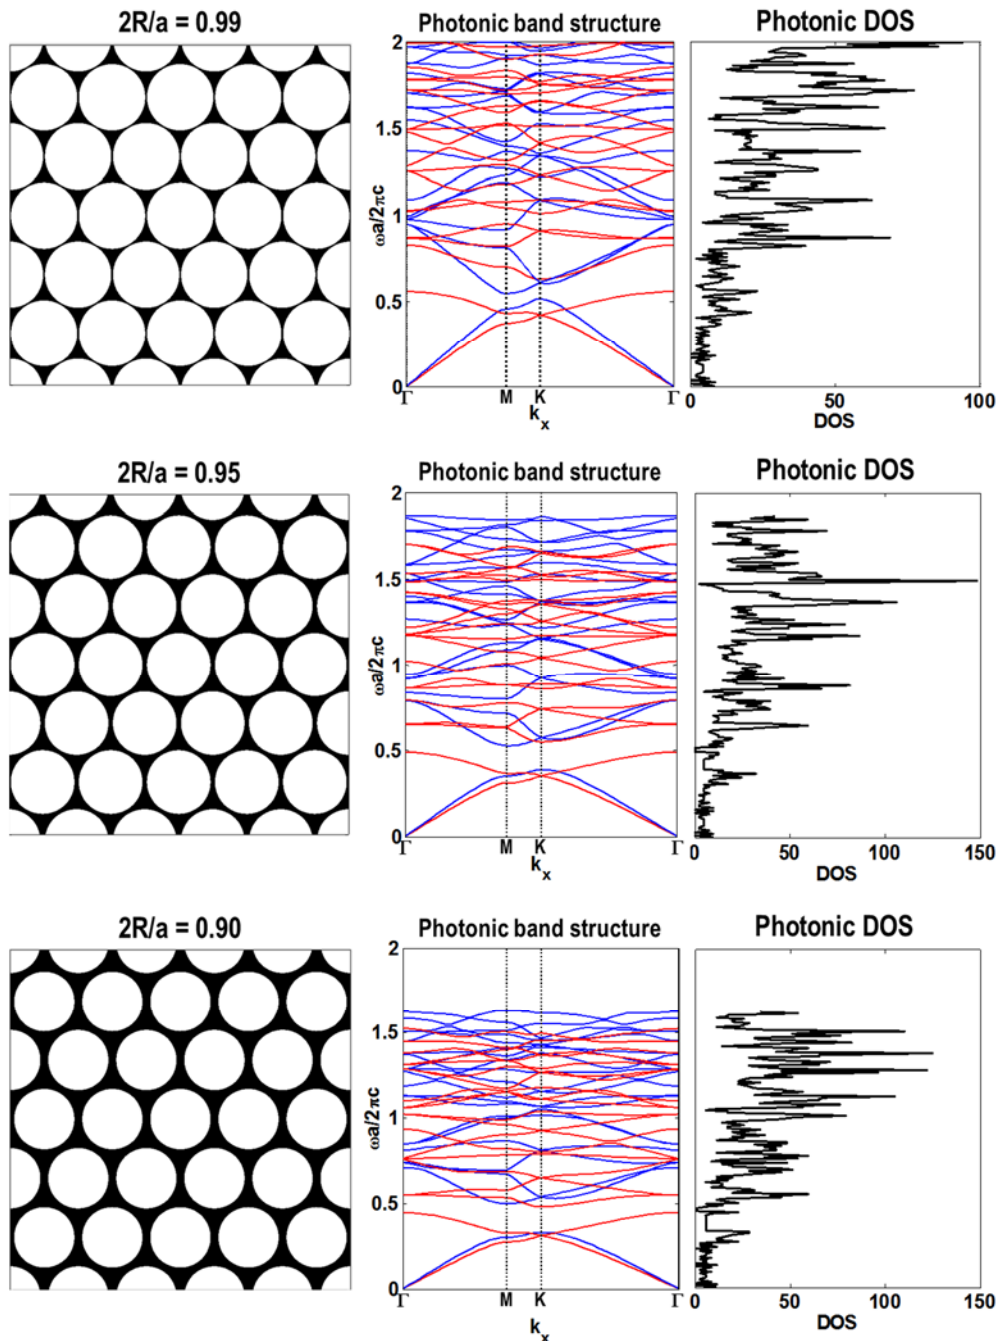 2R/a = 0.99
Photonic band structure
Photonic DOS
2
1.5
1
0.5
0
ωa/2πc
Γ
M
K
Γ
k_x
0
50
100
DOS
2R/a = 0.95
Photonic band structure
Photonic DOS
2
1.5
1
0.5
0
ωa/2πc
Γ
M
K
Γ
k_x
0
50
100
150
DOS
2R/a = 0.90
Photonic band structure
Photonic DOS
2
1.5
1
0.5
0
ωa/2πc
Γ
M
K
Γ
k_x
0
50
100
150
DOS